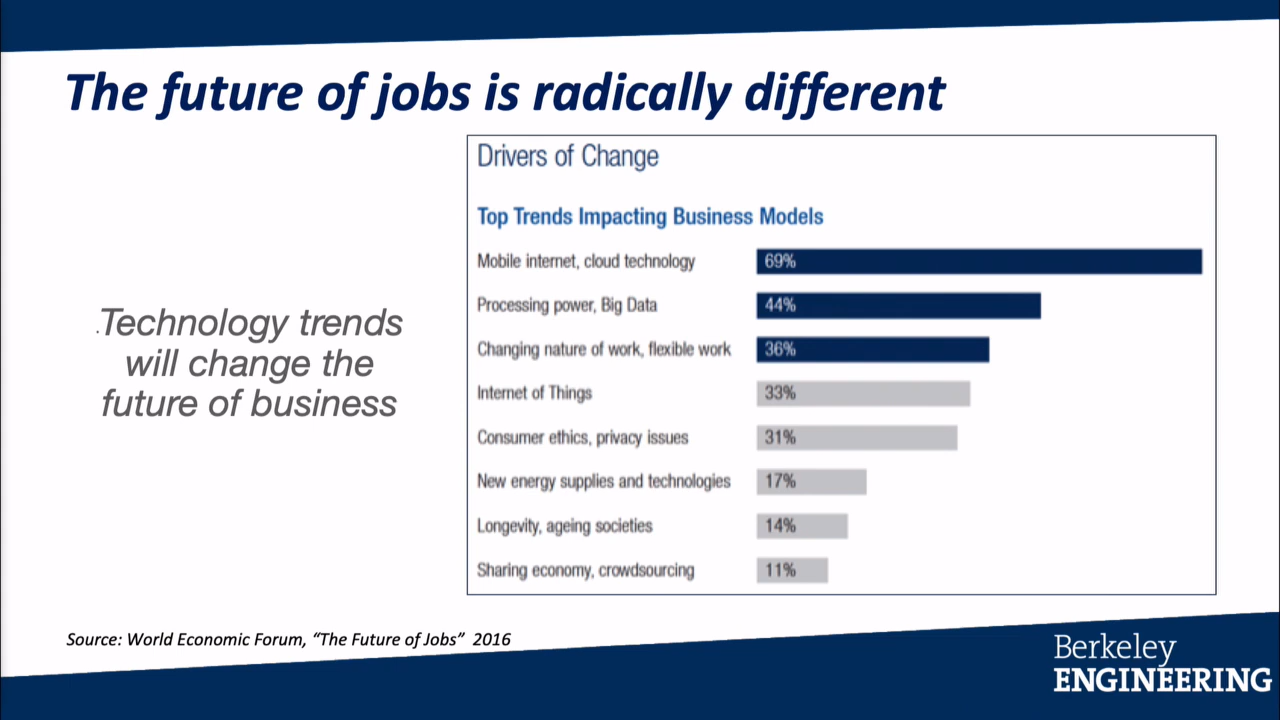 The future of jobs is radically different
Drivers of Change
Top Trends Impacting Business Models
Mobile internet, cloud technology 69%
Processing power, Big Data 44%
Changing nature of work, flexible work 36%
Internet of Things 33%
Consumer ethics, privacy issues 31%
New energy supplies and technologies 17%
Longevity, ageing societies 14%
Sharing economy, crowdsourcing 11%
.Technology trends
will change the
future of business
Source: World Economic Forum, “The Future of Jobs” 2016
Berkeley
ENGINEERING